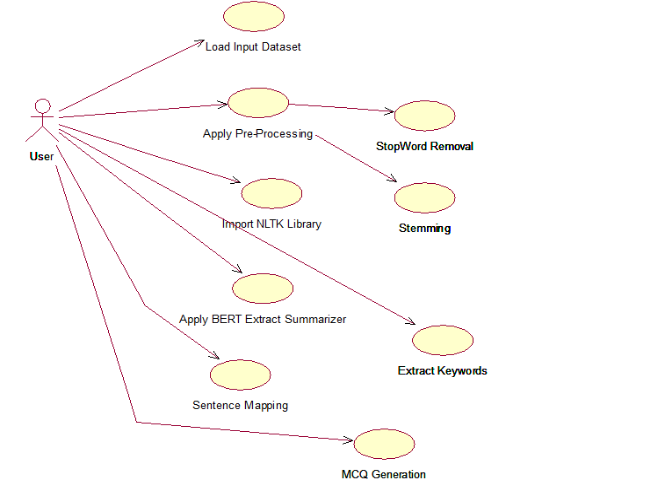 Load Input Dataset
Apply Pre-Processing
StopWord Removal
User
Import NLTK Library
Stemming
Apply BERT Extract Summarizer
Extract Keywords
Sentence Mapping
MCQ Generation